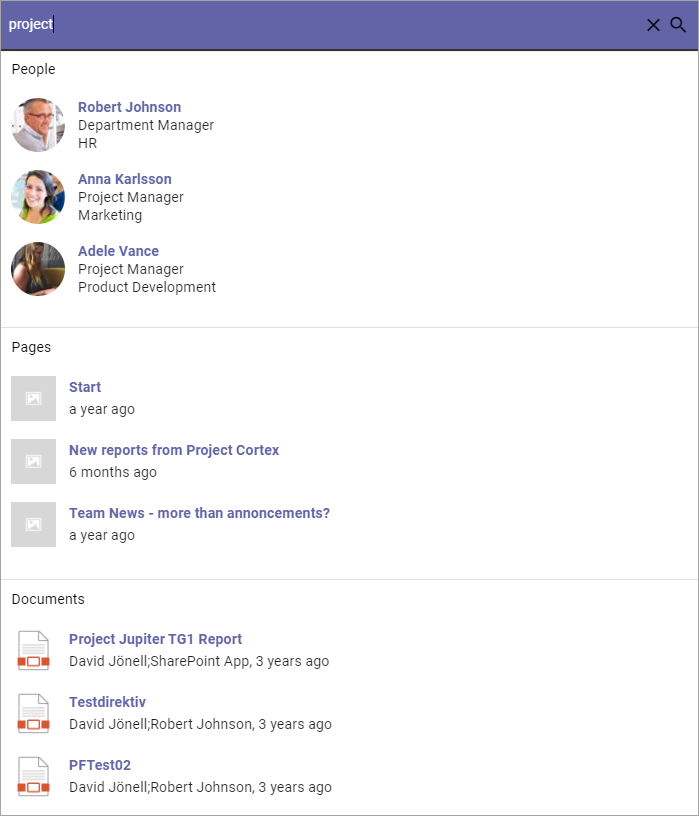 project
People
Robert Johnson
Department Manager
HR
Anna Karlsson
Project Manager
Marketing
Adele Vance
Project Manager
Product Development
Pages
Start
a year ago
New reports from Project Cortex
6 months ago
Team News - more than annoncements?
a year ago
Documents
Project Jupiter TG1 Report
David Jönell;SharePoint App, 3 years ago
Testdirektiv
David Jönell;Robert Johnson, 3 years ago
PFTest02
David Jönell;Robert Johnson, 3 years ago